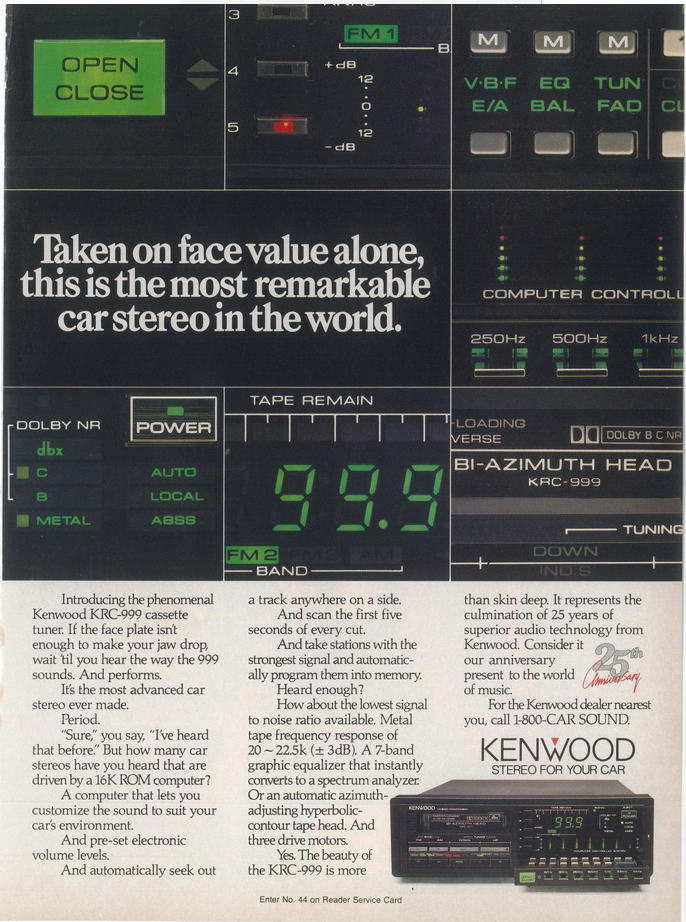 OPEN
CLOSE
3
FM 1
B
4
+dB
12
0
12
-dB
5
M M M
V·B·F EQ TUN
E/A BAL FAD CL
Taken on face value alone,
this is the most remarkable
car stereo in the world.
COMPUTER CONTROLL
250Hz 500Hz 1kHz
DOLBY NR
dbx
C
B
METAL
POWER
AUTO
LOCAL
ABSS
TAPE REMAIN
99.9
FM 2 FM 3 AM
BAND
-LOADING
VERSE
DOLBY B C NR
BI-AZIMUTH HEAD
KRC-999
TUNING
DOWN
IND.S
Introducing the phenomenal
Kenwood KRC-999 cassette
tuner. If the face plate isn't
enough to make your jaw drop,
wait 'til you hear the way the 999
sounds. And performs.
It's the most advanced car
stereo ever made.
Period.
"Sure," you say, "I've heard
that before." But how many car
stereos have you heard that are
driven by a 16K ROM computer?
A computer that lets you
customize the sound to suit your
car's environment.
And pre-set electronic
volume levels.
And automatically seek out
a track anywhere on a side.
And scan the first five
seconds of every cut.
And take stations with the
strongest signal and automatic-
ally program them into memory.
Heard enough?
How about the lowest signal
to noise ratio available. Metal
tape frequency response of
20 ~ 22.5k (± 3dB). A 7-band
graphic equalizer that instantly
converts to a spectrum analyzer.
Or an automatic azimuth-
adjusting hyperbolic-
contour tape head. And
three drive motors.
Yes. The beauty of
the KRC-999 is more
than skin deep. It represents the
culmination of 25 years of
superior audio technology from
Kenwood. Consider it
our anniversary
present to the world
of music.
25th
Anniversary
For the Kenwood dealer nearest
you, call 1-800-CAR SOUND.
KENWOOD
STEREO FOR YOUR CAR
KENWOOD
BI-AZIMUTH HEAD
TAPE REMAIN
99.9
Enter No. 44 on Reader Service Card